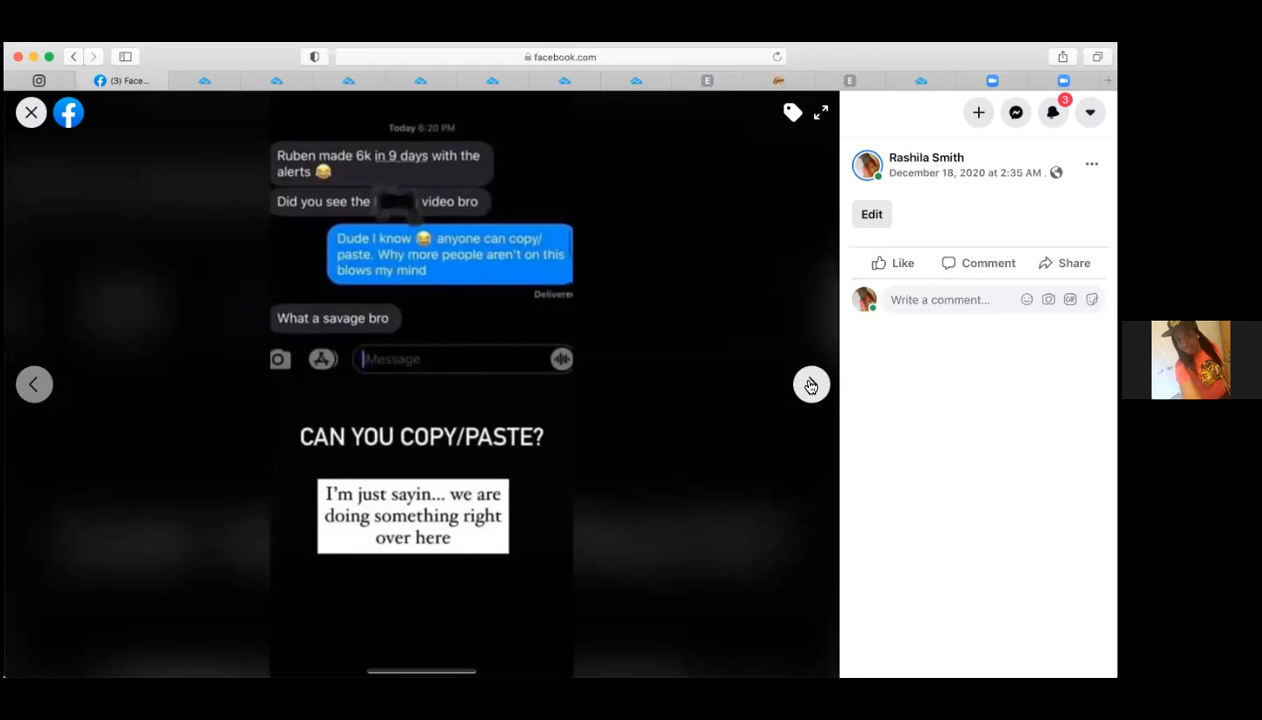 facebook.com
(3) Face...
E
E
3
Today 6:20 PM
Ruben made 6k in 9 days with the
alerts 😂
Did you see the video bro
Dude I know 😂 anyone can copy/
paste. Why more people aren't on this
blows my mind
Delivered
What a savage bro
Message
CAN YOU COPY/PASTE?
I'm just sayin... we are
doing something right
over here
Rashila Smith
December 18, 2020 at 2:35 AM .
Edit
Like
Comment
Share
Write a comment...
GIF